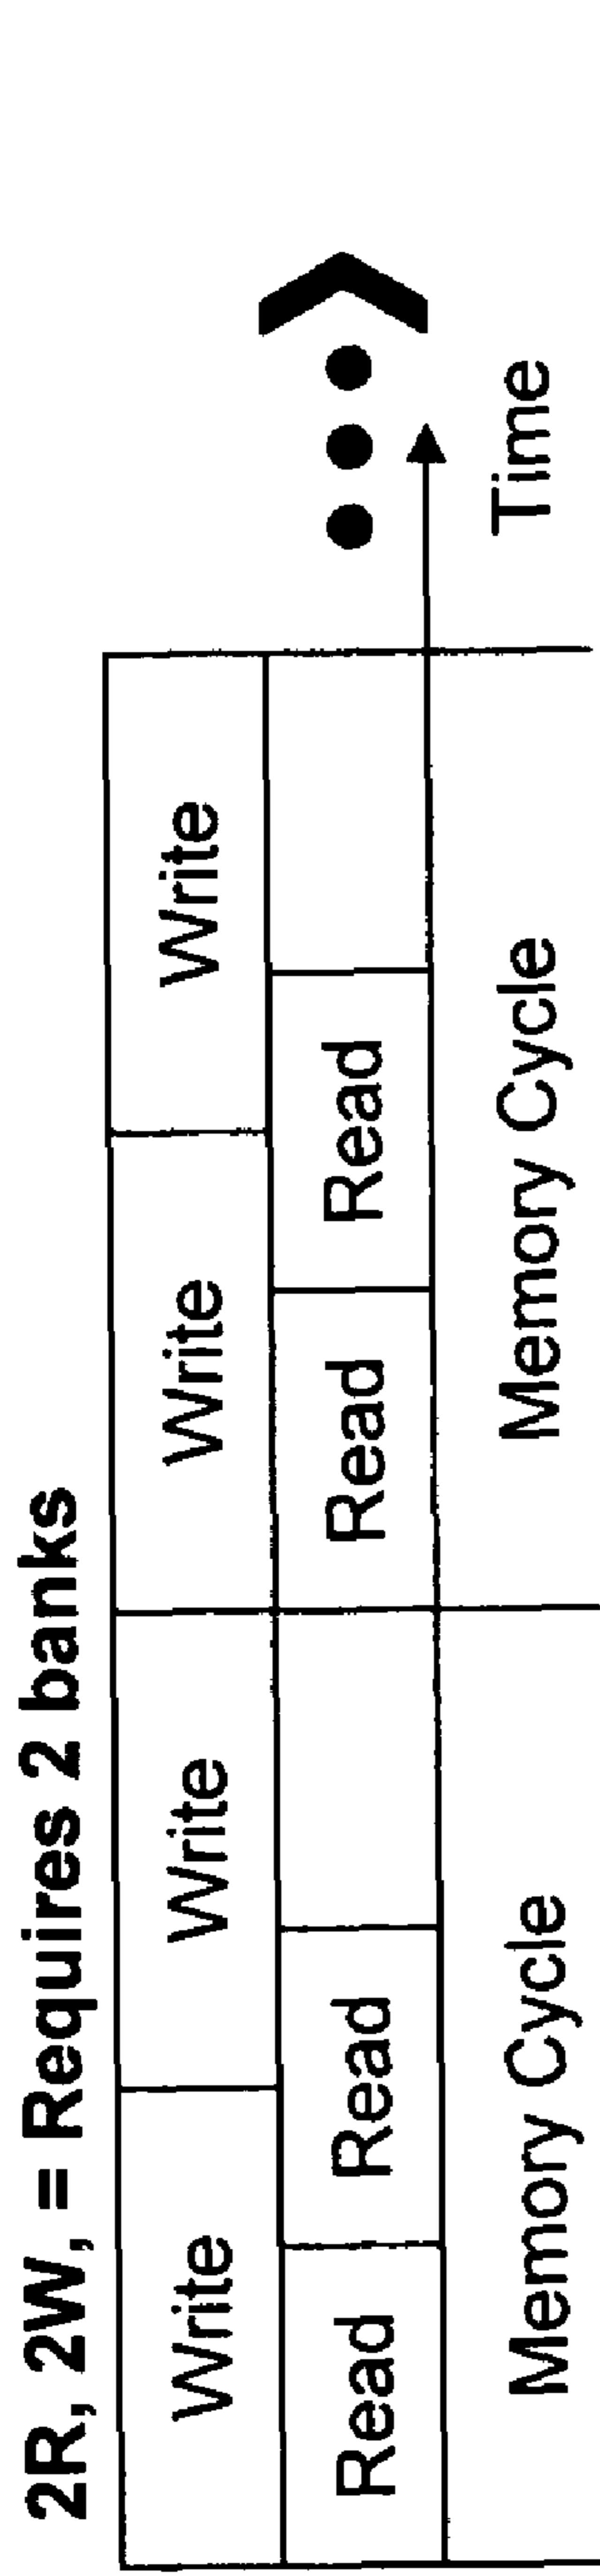 2R, 2W, = Requires 2 banks
Write Write Write Write
Read Read Read Read
Memory Cycle Memory Cycle Time